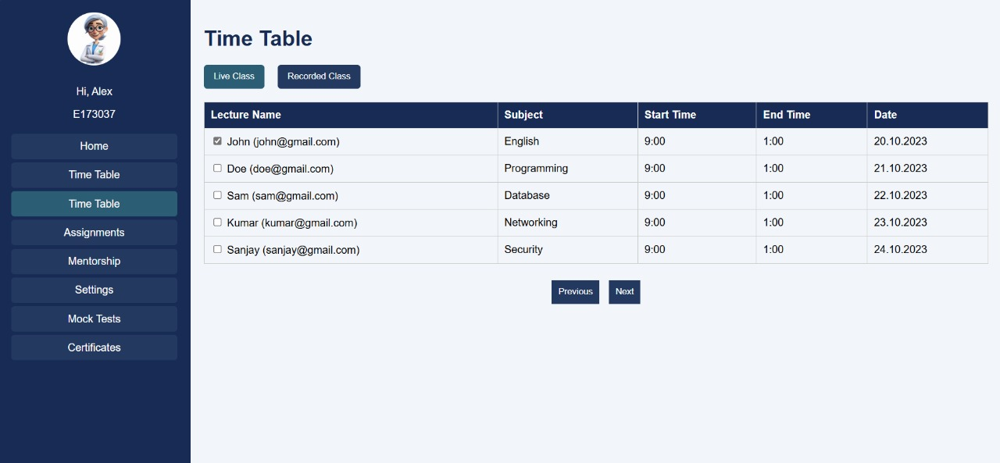 Hi, Alex
E173037
Home
Time Table
Time Table
Assignments
Mentorship
Settings
Mock Tests
Certificates
Time Table
Live Class Recorded Class
Lecture Name Subject Start Time End Time Date
John (john@gmail.com) English 9:00 1:00 20.10.2023
Doe (doe@gmail.com) Programming 9:00 1:00 21.10.2023
Sam (sam@gmail.com) Database 9:00 1:00 22.10.2023
Kumar (kumar@gmail.com) Networking 9:00 1:00 23.10.2023
Sanjay (sanjay@gmail.com) Security 9:00 1:00 24.10.2023
Previous Next